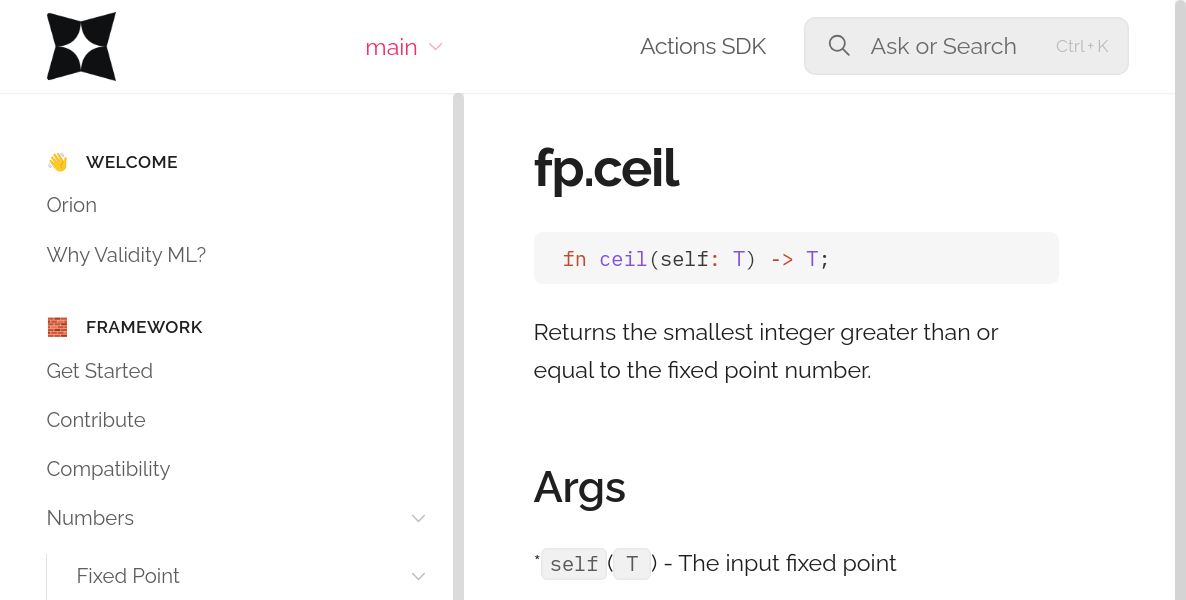 main
Actions SDK
Ask or Search
Ctrl + K
👋 WELCOME
Orion
Why Validity ML?
🧱 FRAMEWORK
Get Started
Contribute
Compatibility
Numbers
Fixed Point
fp.ceil
fn ceil(self: T) -> T;
Returns the smallest integer greater than or
equal to the fixed point number.
Args
* self ( T ) - The input fixed point